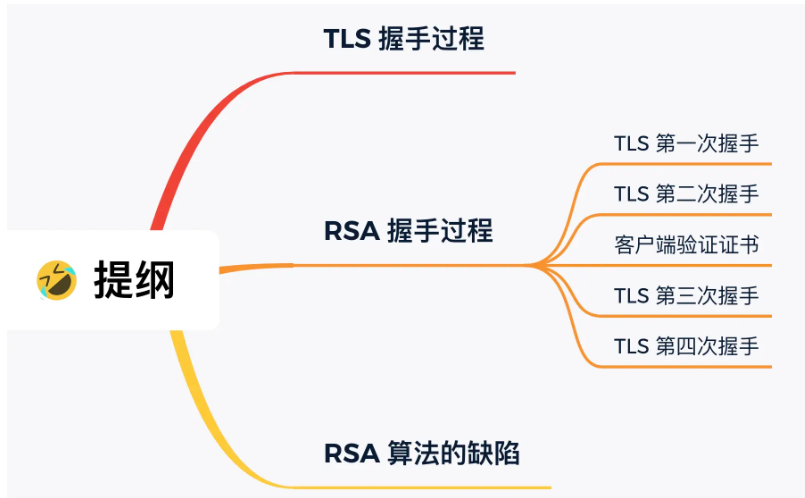 TLS 握手过程
TLS 第一次握手
TLS 第二次握手
RSA 握手过程
客户端验证证书
TLS 第三次握手
TLS 第四次握手
提纲
RSA 算法的缺陷